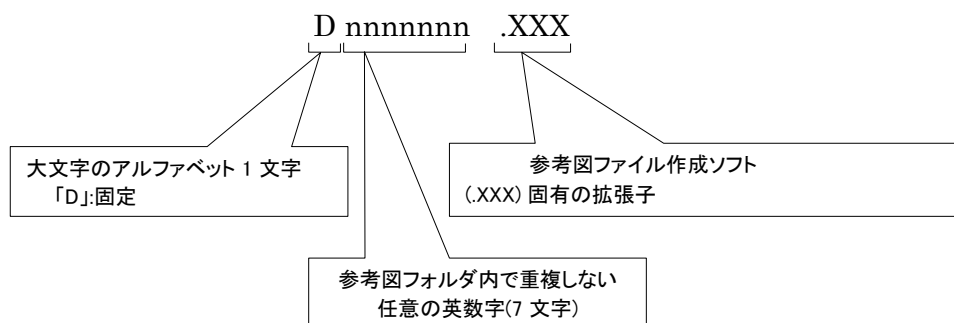 D nnnnnnn .XXX
大文字のアルファベット 1 文字
「D」:固定
参考図ファイル作成ソフト
(.XXX) 固有の拡張子
参考図フォルダ内で重複しない
任意の英数字(7 文字)